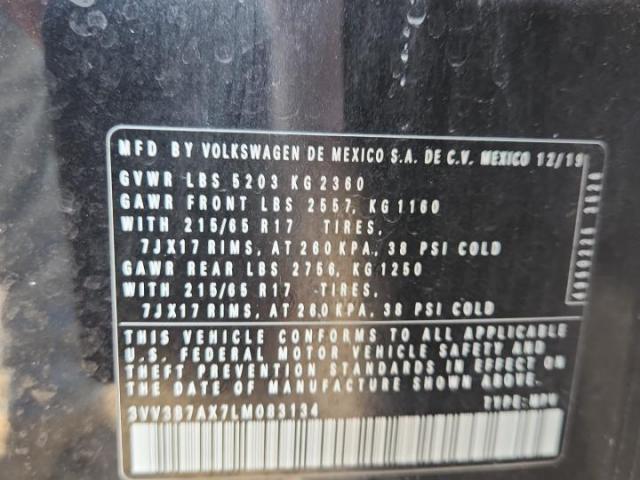 MFD BY VOLKSWAGEN DE MEXICO S.A. DE C.V. MEXICO 12/19
GVWR LBS 5203 KG 2360
GAWR FRONT LBS 2557, KG 1160
WITH 215/65 R17 TIRES,
7JX17 RIMS, AT 260 KPA, 38 PSI COLD
GAWR REAR LBS 2756, KG 1250
WITH 215/65 R17 TIRES,
7JX17 RIMS, AT 260 KPA, 38 PSI COLD
THIS VEHICLE CONFORMS TO ALL APPLICABLE
U.S. FEDERAL MOTOR VEHICLE SAFETY AND
THEFT PREVENTION STANDARDS IN EFFECT ON
THE DATE OF MANUFACTURE SHOWN ABOVE.
3VV3B7AX7LM083134 TYPE: MPV